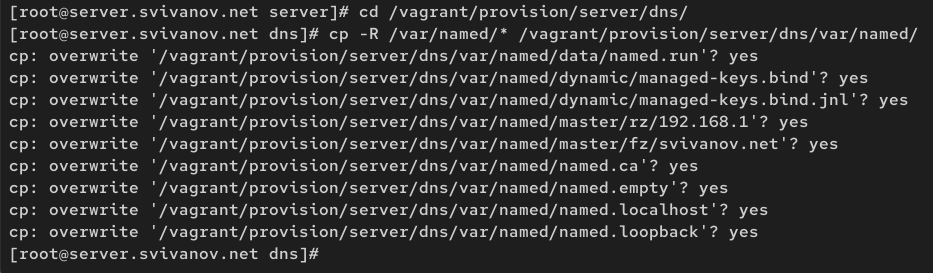 [root@server.svivanov.net server]# cd /vagrant/provision/server/dns/
[root@server.svivanov.net dns]# cp -R /var/named/* /vagrant/provision/server/dns/var/named/
cp: overwrite '/vagrant/provision/server/dns/var/named/data/named.run'? yes
cp: overwrite '/vagrant/provision/server/dns/var/named/dynamic/managed-keys.bind'? yes
cp: overwrite '/vagrant/provision/server/dns/var/named/dynamic/managed-keys.bind.jnl'? yes
cp: overwrite '/vagrant/provision/server/dns/var/named/master/rz/192.168.1'? yes
cp: overwrite '/vagrant/provision/server/dns/var/named/master/fz/svivanov.net'? yes
cp: overwrite '/vagrant/provision/server/dns/var/named/named.ca'? yes
cp: overwrite '/vagrant/provision/server/dns/var/named/named.empty'? yes
cp: overwrite '/vagrant/provision/server/dns/var/named/named.localhost'? yes
cp: overwrite '/vagrant/provision/server/dns/var/named/named.loopback'? yes
[root@server.svivanov.net dns]#